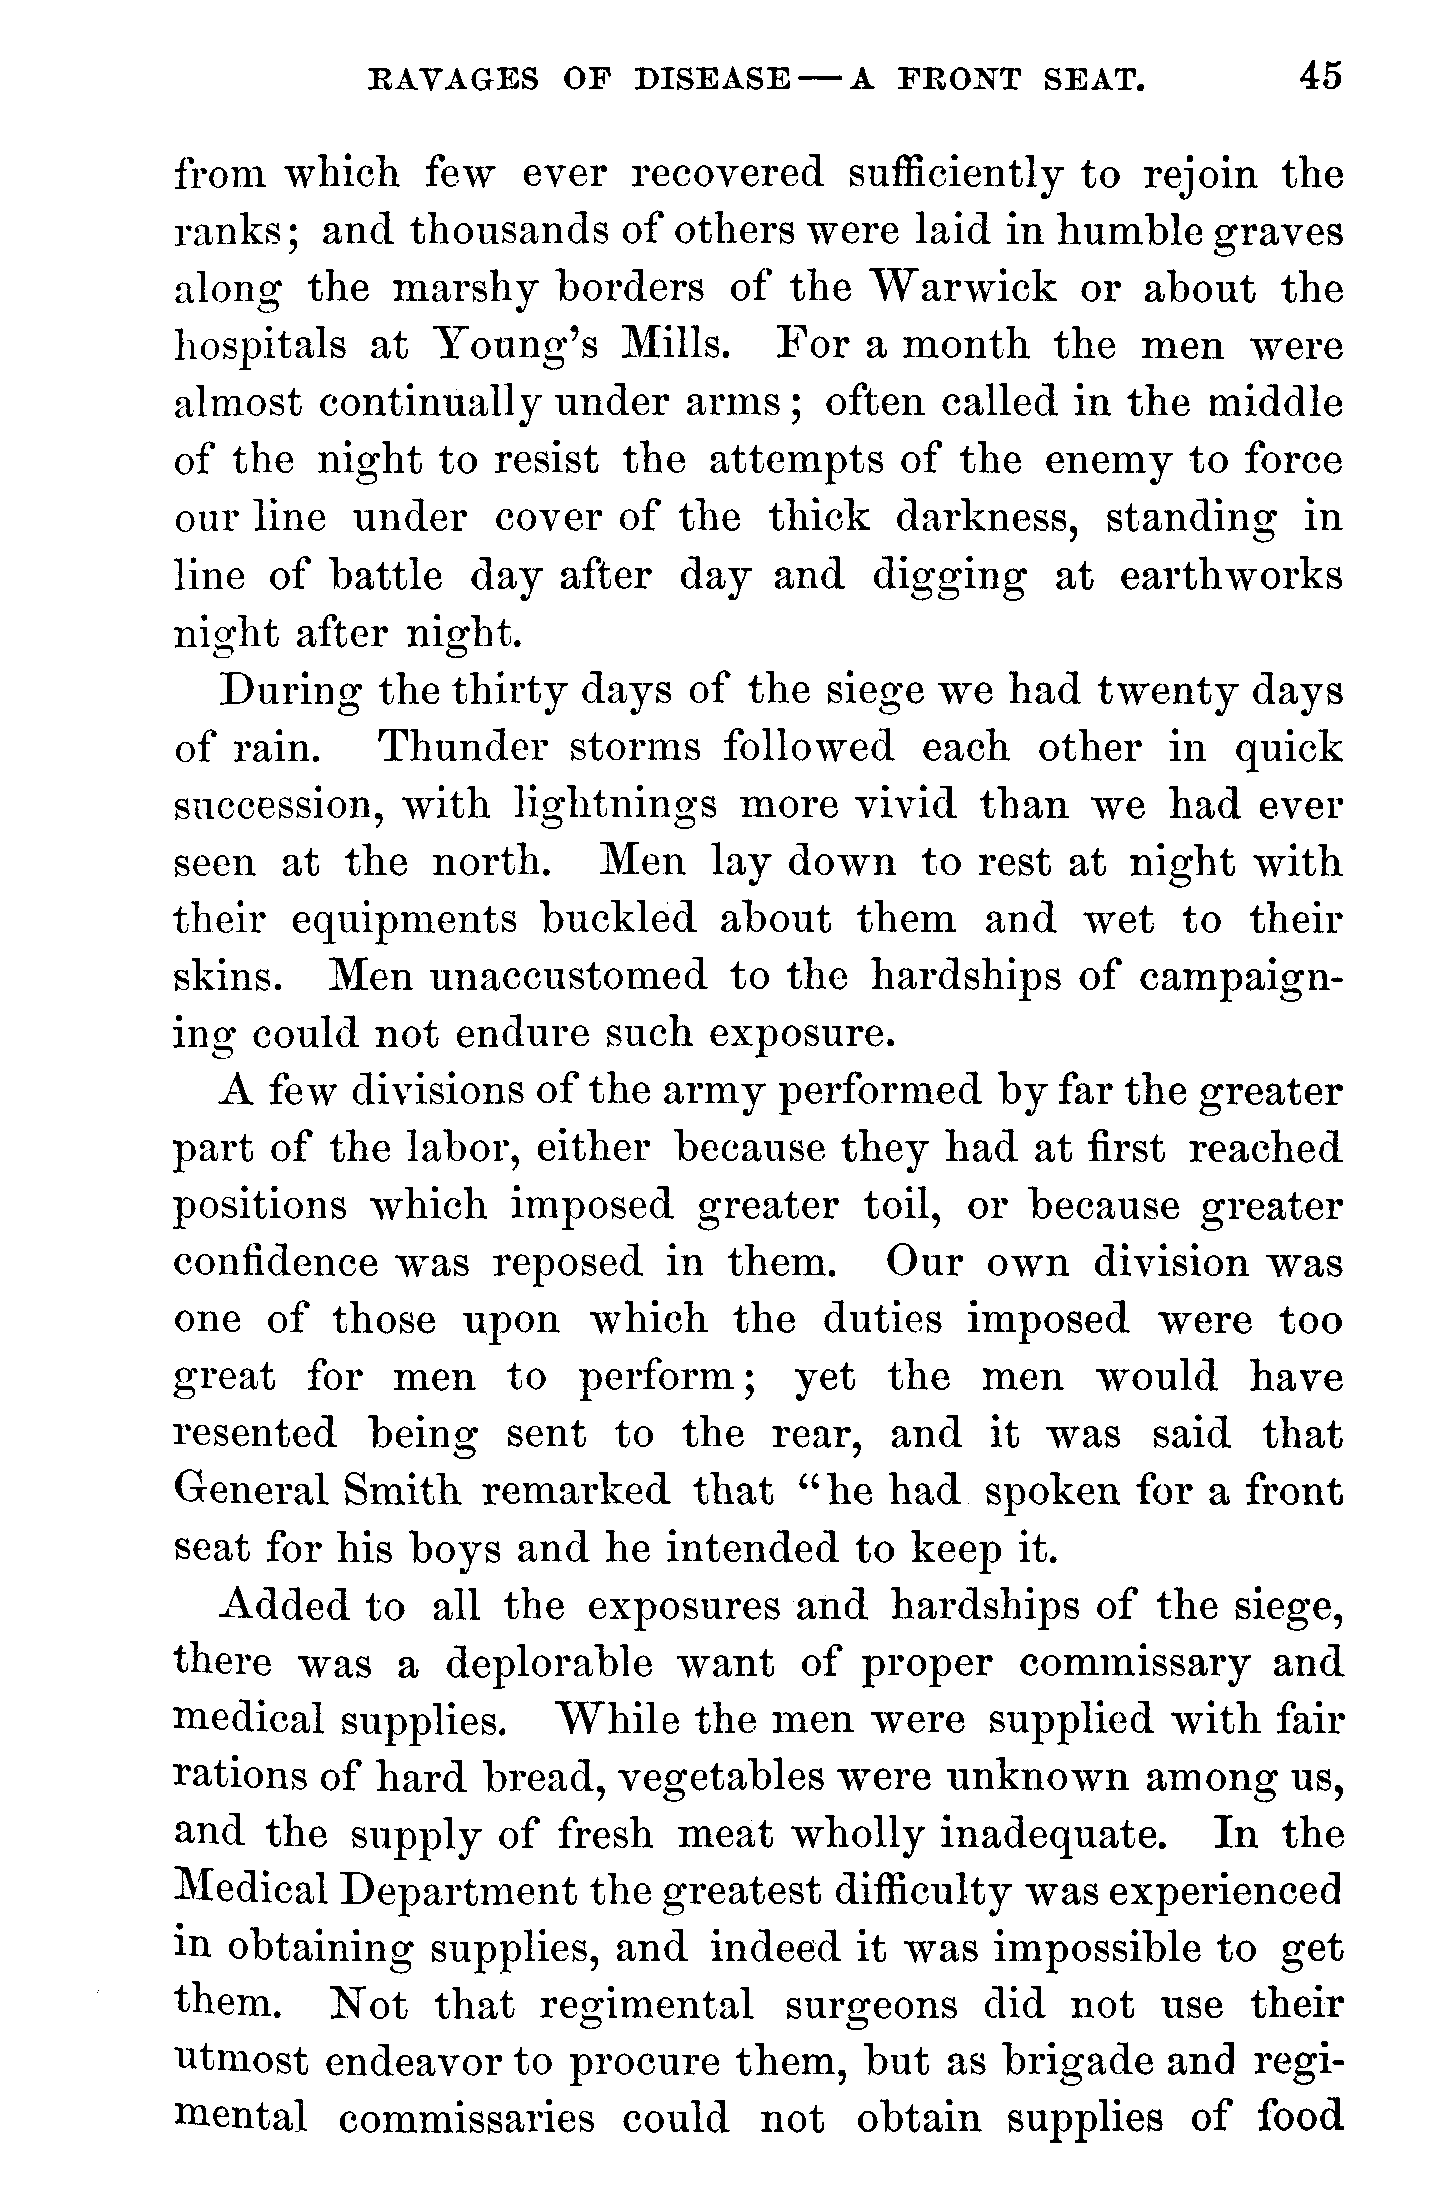 RAVAGES OF DISEASE — A FRONT SEAT. 45
from which few ever recovered sufficiently to rejoin the
ranks; and thousands of others were laid in humble graves
along the marshy borders of the Warwick or about the
hospitals at Young's Mills. For a month the men were
almost continually under arms; often called in the middle
of the night to resist the attempts of the enemy to force
our line under cover of the thick darkness, standing in
line of battle day after day and digging at earthworks
night after night.
During the thirty days of the siege we had twenty days
of rain. Thunder storms followed each other in quick
succession, with lightnings more vivid than we had ever
seen at the north. Men lay down to rest at night with
their equipments buckled about them and wet to their
skins. Men unaccustomed to the hardships of campaign-
ing could not endure such exposure.
A few divisions of the army performed by far the greater
part of the labor, either because they had at first reached
positions which imposed greater toil, or because greater
confidence was reposed in them. Our own division was
one of those upon which the duties imposed were too
great for men to perform; yet the men would have
resented being sent to the rear, and it was said that
General Smith remarked that "he had spoken for a front
seat for his boys and he intended to keep it.
Added to all the exposures and hardships of the siege,
there was a deplorable want of proper commissary and
medical supplies. While the men were supplied with fair
rations of hard bread, vegetables were unknown among us,
and the supply of fresh meat wholly inadequate. In the
Medical Department the greatest difficulty was experienced
in obtaining supplies, and indeed it was impossible to get
them. Not that regimental surgeons did not use their
utmost endeavor to procure them, but as brigade and regi-
mental commissaries could not obtain supplies of food